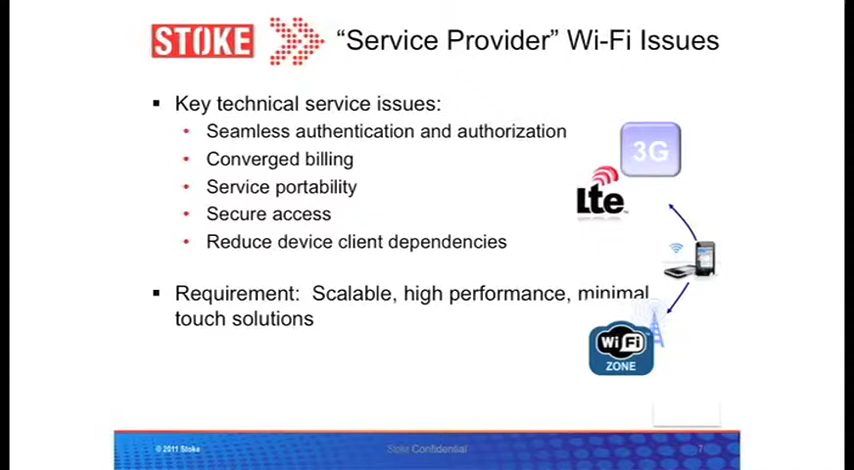 STOKE
“Service Provider” Wi-Fi Issues
Key technical service issues:
Seamless authentication and authorization
Converged billing
Service portability
Secure access
Reduce device client dependencies
Requirement: Scalable, high performance, minimal
touch solutions
3G
Lte
Wi Fi
ZONE
© 2011 Stoke
Stoke Confidential
7